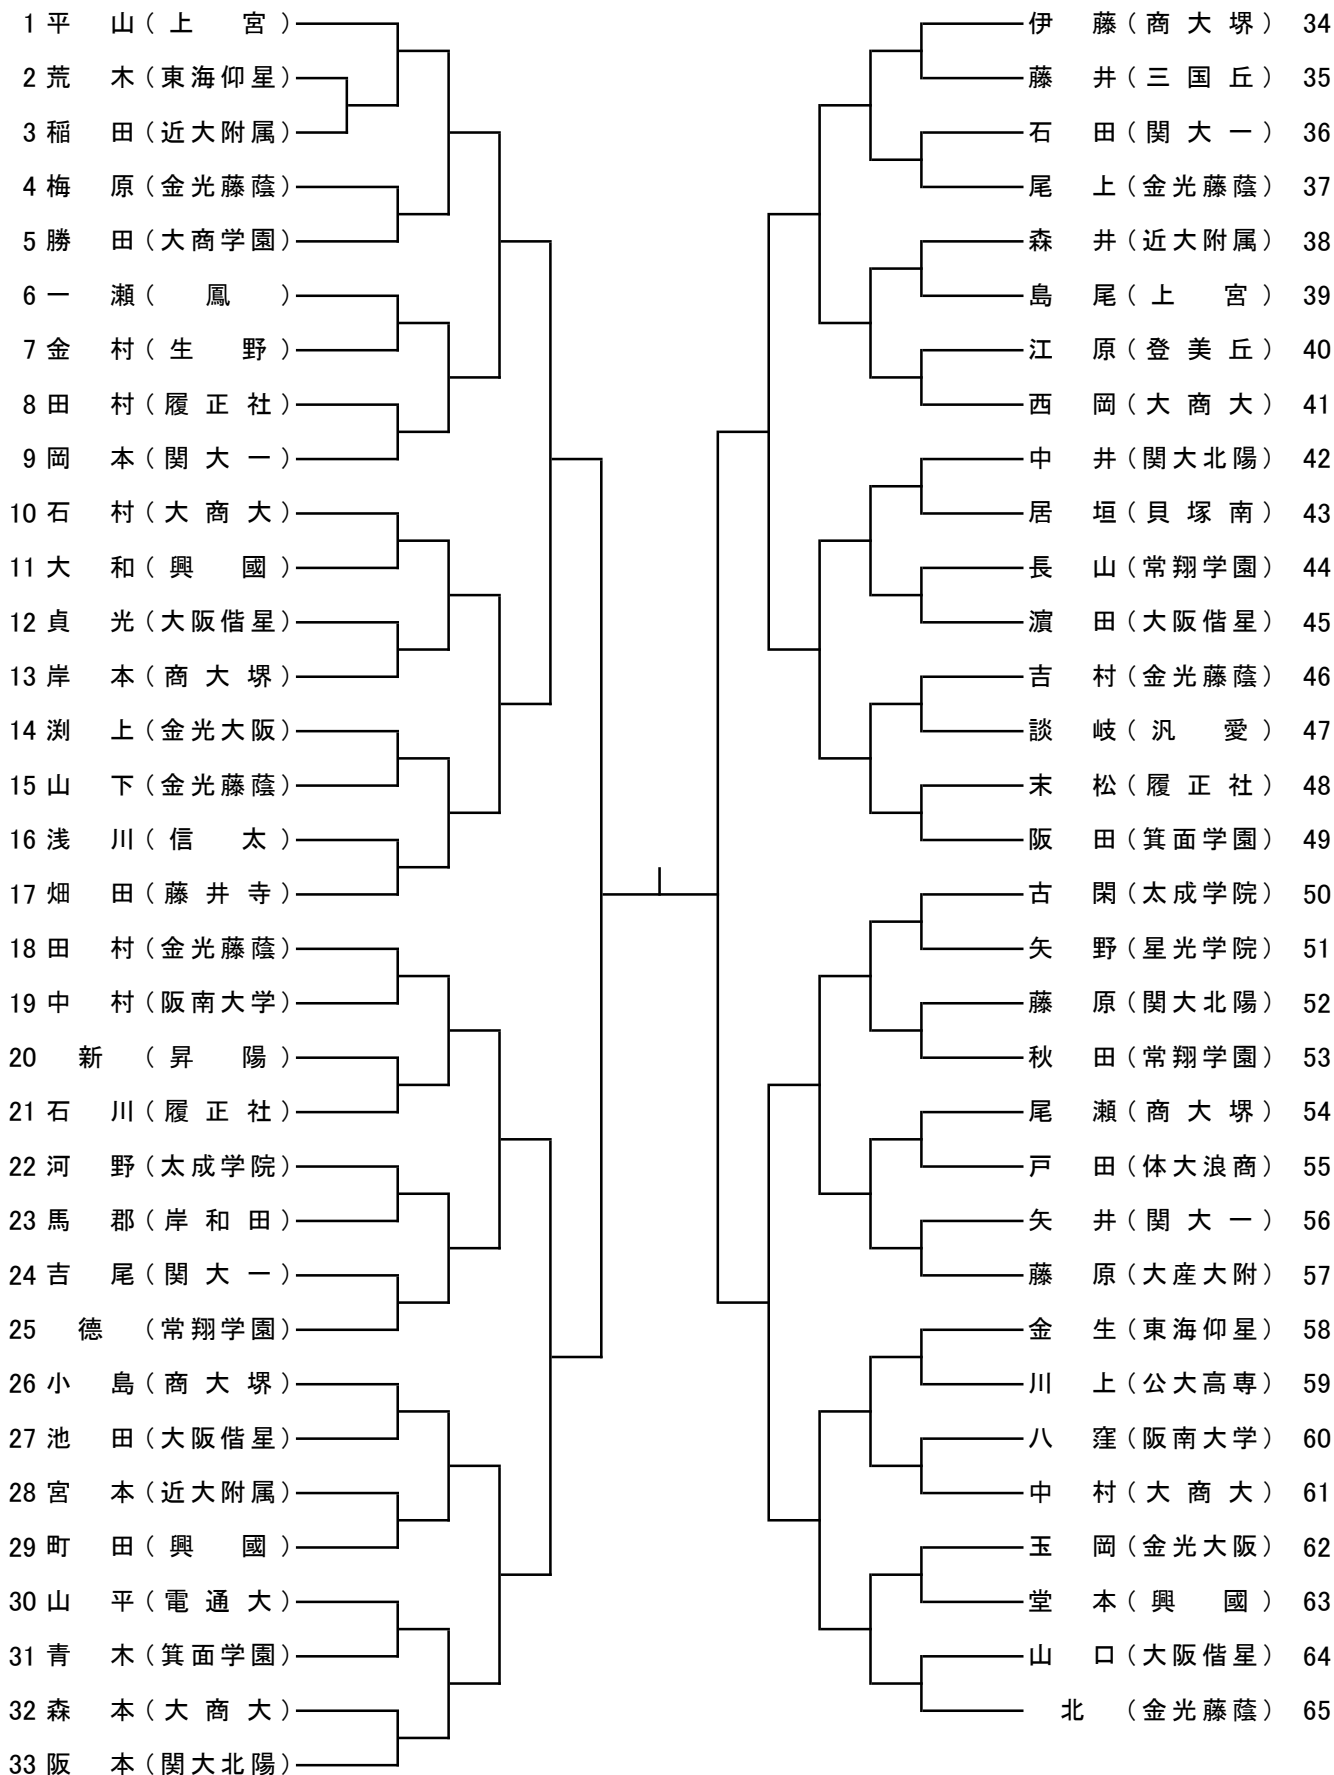 1 平 山 (上 宮)
2 荒 木 (東海仰星)
3 稲 田 (近大附属)
4 梅 原 (金光藤蔭)
5 勝 田 (大商学園)
6 一 瀬 (鳳)
7 金 村 (生 野)
8 田 村 (履 正 社)
9 岡 本 (関 大 一)
10 石 村 (大 商 大)
11 大 和 (興 國)
12 貞 光 (大阪偕星)
13 岸 本 (商 大 堺)
14 渕 上 (金光大阪)
15 山 下 (金光藤蔭)
16 浅 川 (信 太)
17 畑 田 (藤 井 寺)
18 田 村 (金光藤蔭)
19 中 村 (阪南大学)
20 新 (昇 陽)
21 石 川 (履 正 社)
22 河 野 (太成学院)
23 馬 郡 (岸 和 田)
24 吉 尾 (関 大 一)
25 德 (常翔学園)
26 小 島 (商 大 堺)
27 池 田 (大阪偕星)
28 宮 本 (近大附属)
29 町 田 (興 國)
30 山 平 (電 通 大)
31 青 木 (箕面学園)
32 森 本 (大 商 大)
33 阪 本 (関大北陽)
伊 藤 (商 大 堺) 34
藤 井 (三 国 丘) 35
石 田 (関 大 一) 36
尾 上 (金光藤蔭) 37
森 井 (近大附属) 38
島 尾 (上 宮) 39
江 原 (登 美 丘) 40
西 岡 (大 商 大) 41
中 井 (関大北陽) 42
居 垣 (貝 塚 南) 43
長 山 (常翔学園) 44
濵 田 (大阪偕星) 45
吉 村 (金光藤蔭) 46
談 岐 (汎 愛) 47
末 松 (履 正 社) 48
阪 田 (箕面学園) 49
古 閑 (太成学院) 50
矢 野 (星光学院) 51
藤 原 (関大北陽) 52
秋 田 (常翔学園) 53
尾 瀬 (商 大 堺) 54
戸 田 (体大浪商) 55
矢 井 (関 大 一) 56
藤 原 (大産大附) 57
金 生 (東海仰星) 58
川 上 (公大高専) 59
八 窪 (阪南大学) 60
中 村 (大 商 大) 61
玉 岡 (金光大阪) 62
堂 本 (興 國) 63
山 口 (大阪偕星) 64
北 (金光藤蔭) 65